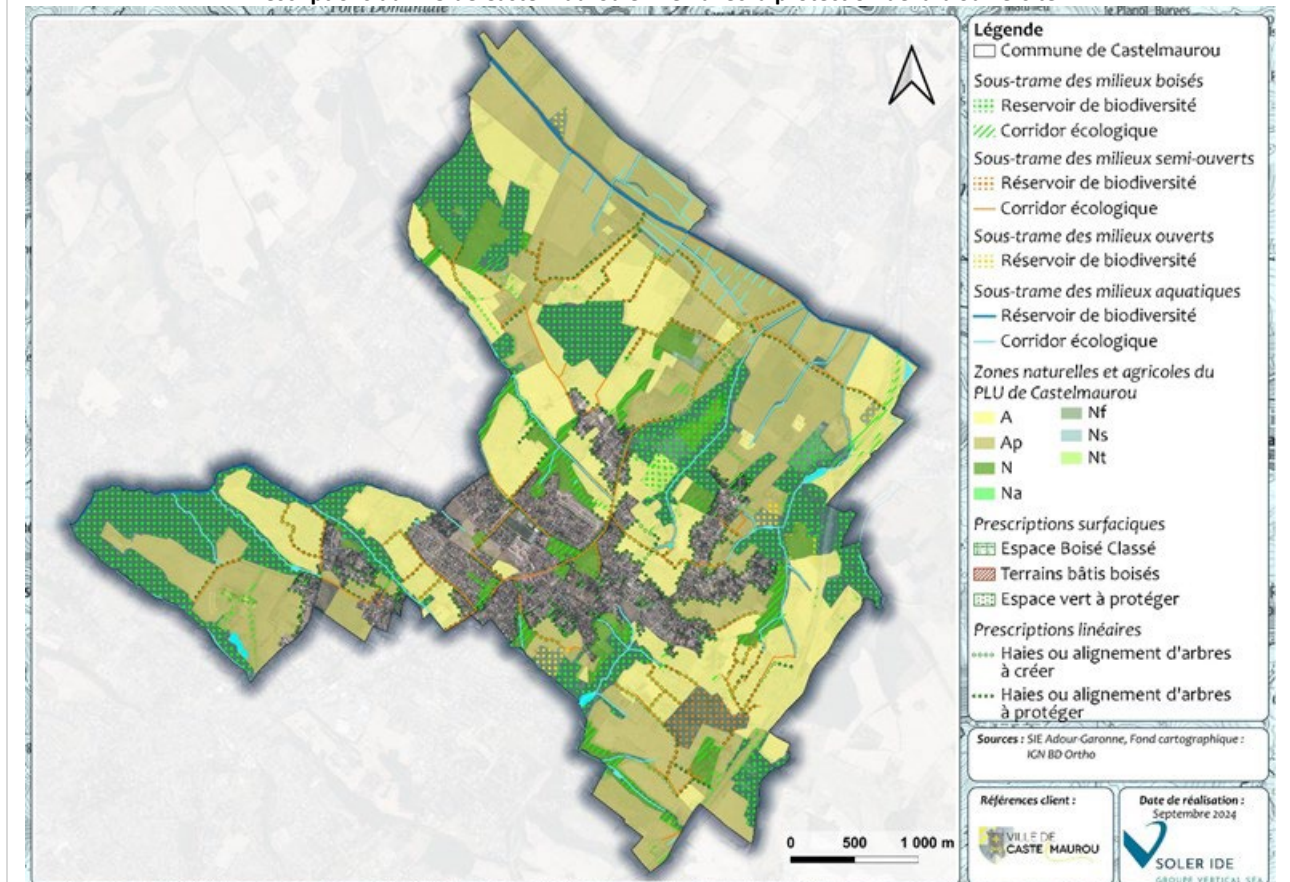 Légende
Commune de Castelmaurou
Sous-trame des milieux boisés
Reservoir de biodiversité
Corridor écologique
Sous-trame des milieux semi-ouverts
Réservoir de biodiversité
Corridor écologique
Sous-trame des milieux ouverts
Réservoir de biodiversité
Sous-trame des milieux aquatiques
Réservoir de biodiversité
Corridor écologique
Zones naturelles et agricoles du
PLU de Castelmaurou
A
Ap
N
Na
Nf
Ns
Nt
Prescriptions surfaciques
Espace Boisé Classé
Terrains bâtis boisés
Espace vert à protéger
Prescriptions linéaires
Haies ou alignement d'arbres
à créer
Haies ou alignement d'arbres
à protéger
Sources : SIE Adour-Garonne, Fond cartographique :
IGN BD Ortho
Références client :
VILLE DE
CASTELMAUROU
Date de réalisation :
Septembre 2024
SOLER IDE
GROUPE VERTICAL SEA
0 500 1 000 m